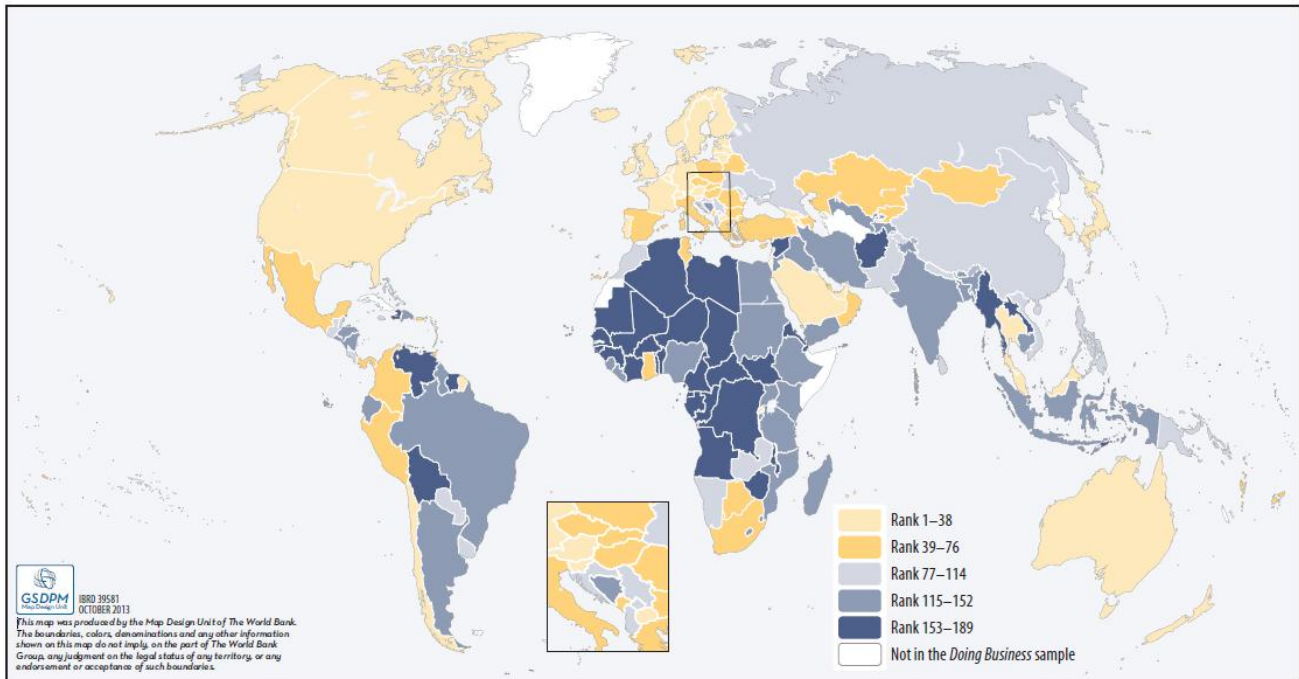 Rank 1–38
Rank 39–76
Rank 77–114
Rank 115–152
Rank 153–189
Not in the Doing Business sample
GSDPM
Map Design Unit
IBRD 39581
OCTOBER 2013
This map was produced by the Map Design Unit of The World Bank.
The boundaries, colors, denominations and any other information
shown on this map do not imply, on the part of The World Bank
Group, any judgment on the legal status of any territory, or any
endorsement or acceptance of such boundaries.